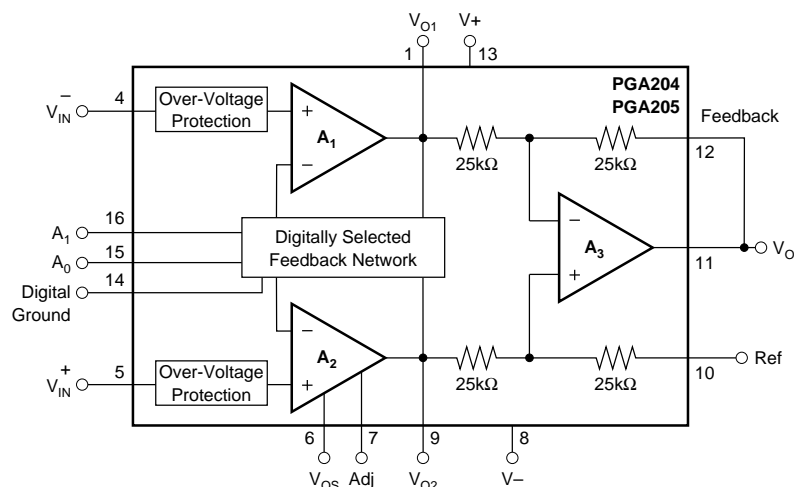 V_O1 V+
1 13
PGA204
PGA205
V_IN^– 4 Over-Voltage
Protection
+
A_1
–
25kΩ 25kΩ
Feedback
12
A_1 16
A_0 15
14
Digital
Ground
Digitally Selected
Feedback Network
–
A_3
+
11 V_O
–
A_2
+
V_IN^+ 5 Over-Voltage
Protection
25kΩ 25kΩ
10 Ref
6 7 9 8
V_OS Adj V_O2 V–